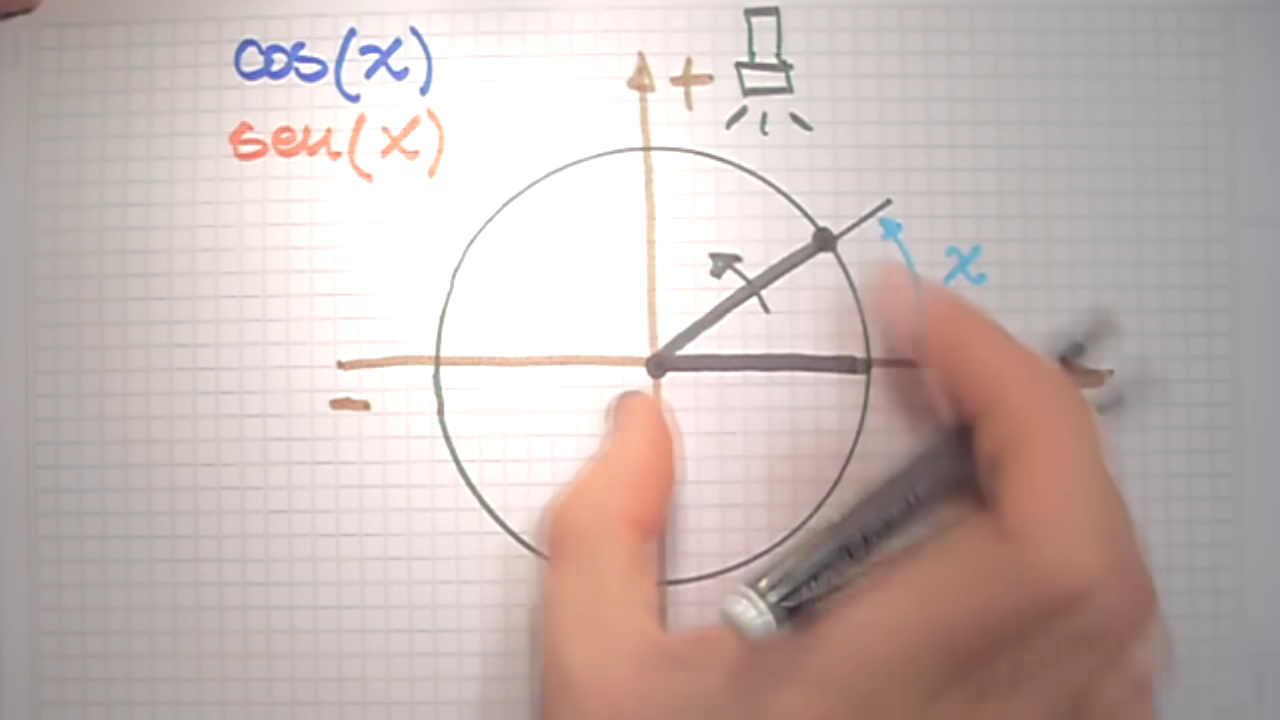 cos(x)
sen(x)
+
x
-